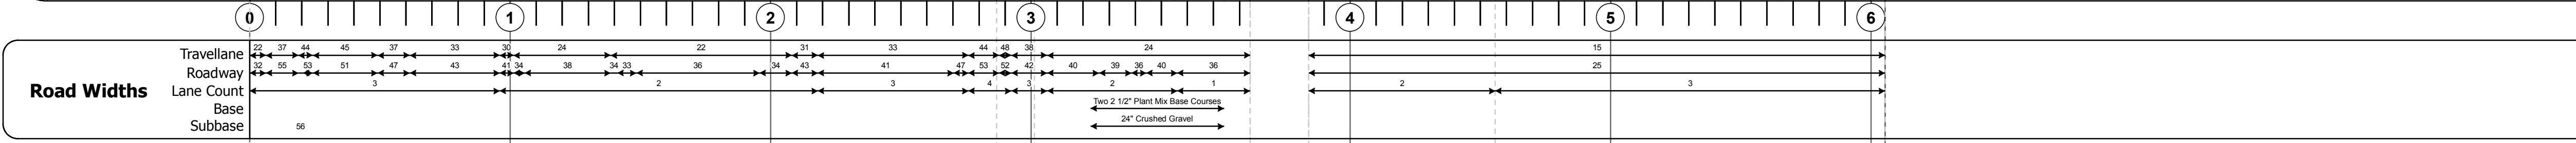 0 1 2 3 4 5 6
Road Widths
Travellane 22 37 44 45 37 33 30 24 22 31 33 44 48 38 24 15
Roadway 32 55 53 51 47 43 41 34 38 34 33 36 34 43 41 47 53 52 42 40 39 36 40 36 25
Lane Count 3 2 3 4 3 2 1 2 3
Base Two 2 1/2" Plant Mix Base Courses
Subbase 56 24" Crushed Gravel